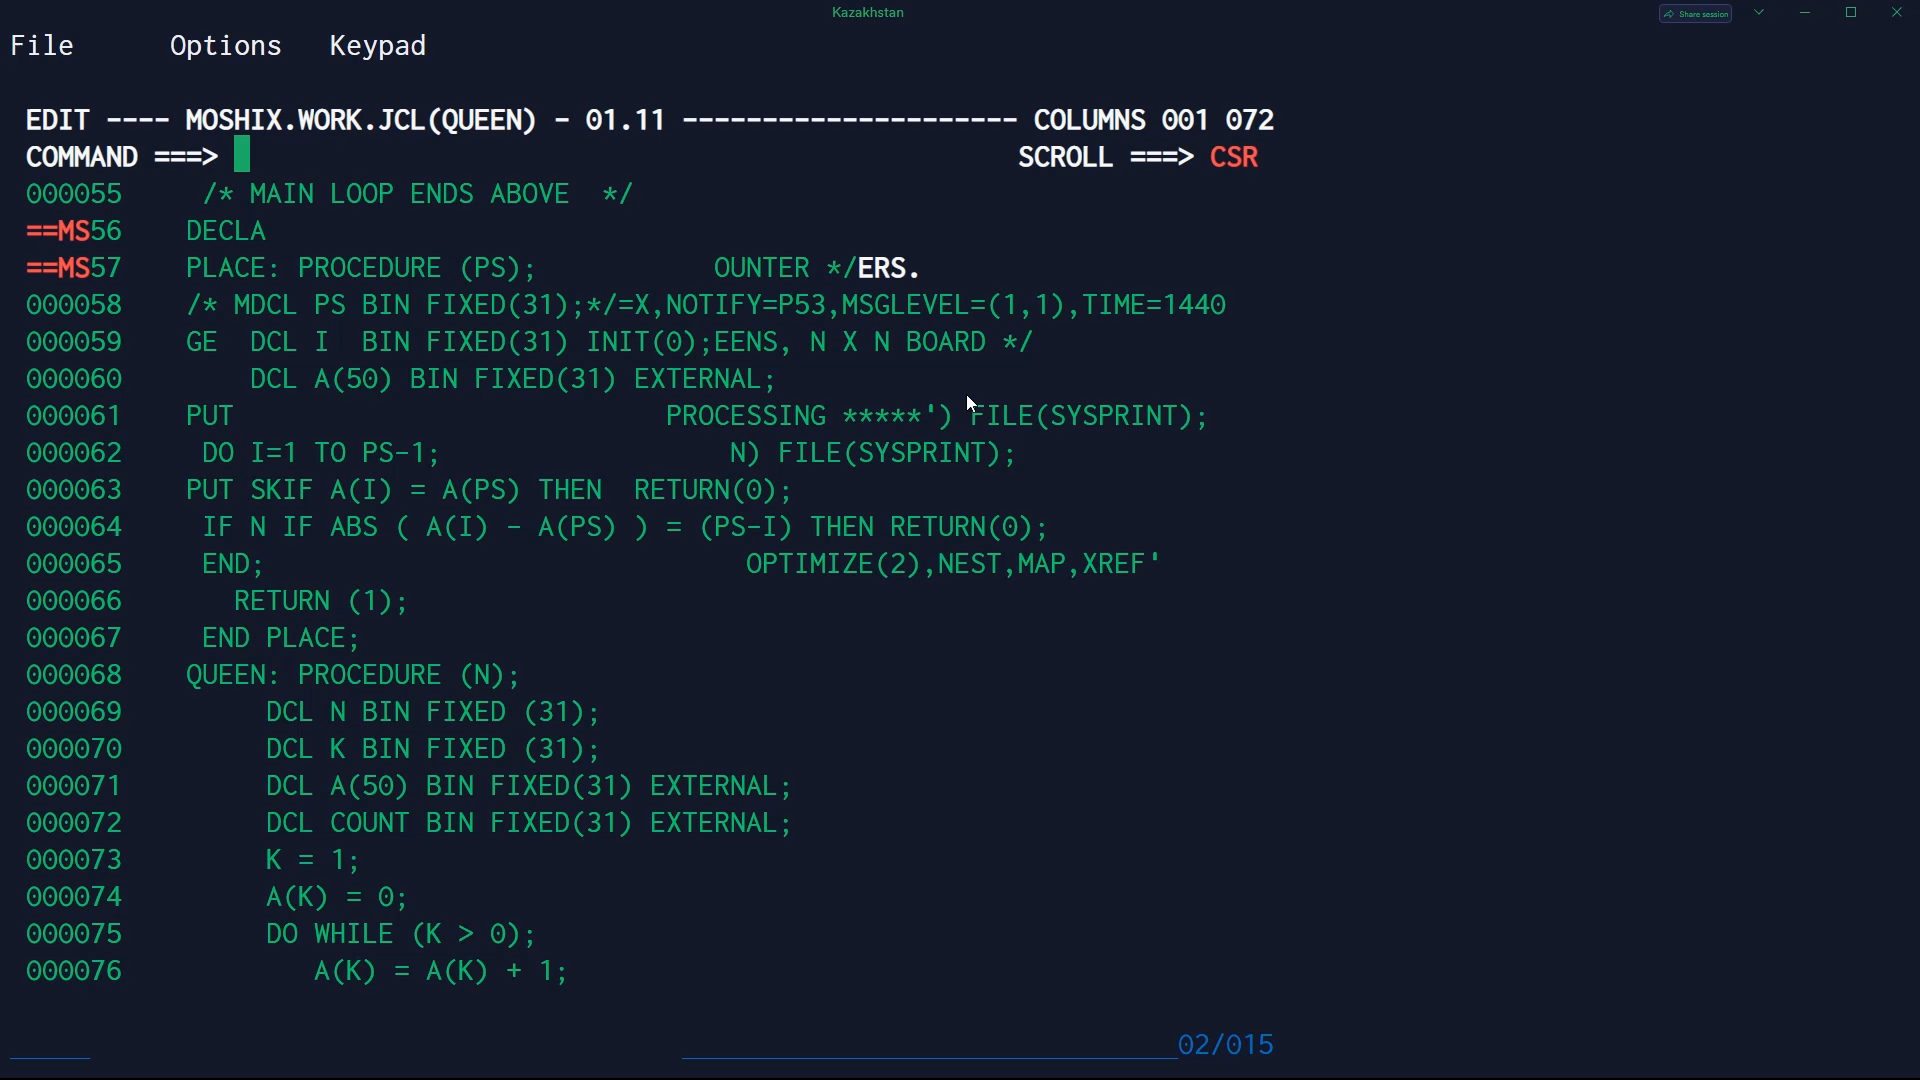 Kazakhstan
Share session
File Options Keypad
EDIT ---- MOSHIX.WORK.JCL(QUEEN) - 01.11 --------------------- COLUMNS 001 072
COMMAND ===> SCROLL ===> CSR
000055 /* MAIN LOOP ENDS ABOVE */
==MS56 DECLA
==MS57 PLACE: PROCEDURE (PS); OUNTER */ERS.
000058 /* MDCL PS BIN FIXED(31);*/=X,NOTIFY=P53,MSGLEVEL=(1,1),TIME=1440
000059 GE DCL I BIN FIXED(31) INIT(0);EENS, N X N BOARD */
000060 DCL A(50) BIN FIXED(31) EXTERNAL;
000061 PUT PROCESSING *****') FILE(SYSPRINT);
000062 DO I=1 TO PS-1; N) FILE(SYSPRINT);
000063 PUT SKIF A(I) = A(PS) THEN RETURN(0);
000064 IF N IF ABS ( A(I) - A(PS) ) = (PS-I) THEN RETURN(0);
000065 END; OPTIMIZE(2),NEST,MAP,XREF'
000066 RETURN (1);
000067 END PLACE;
000068 QUEEN: PROCEDURE (N);
000069 DCL N BIN FIXED (31);
000070 DCL K BIN FIXED (31);
000071 DCL A(50) BIN FIXED(31) EXTERNAL;
000072 DCL COUNT BIN FIXED(31) EXTERNAL;
000073 K = 1;
000074 A(K) = 0;
000075 DO WHILE (K > 0);
000076 A(K) = A(K) + 1;
02/015